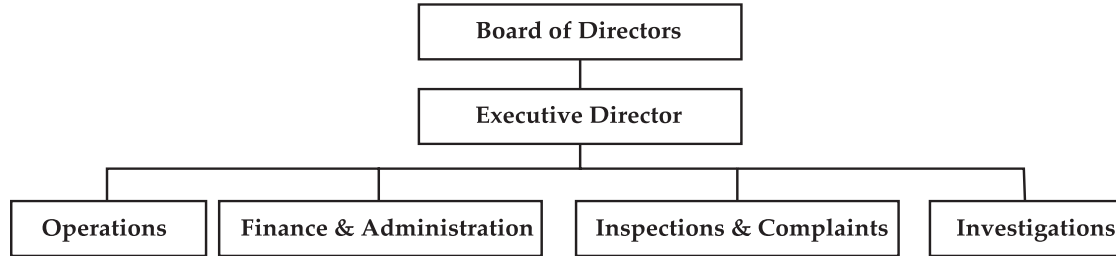 Board of Directors
Executive Director
Operations
Finance & Administration
Inspections & Complaints
Investigations